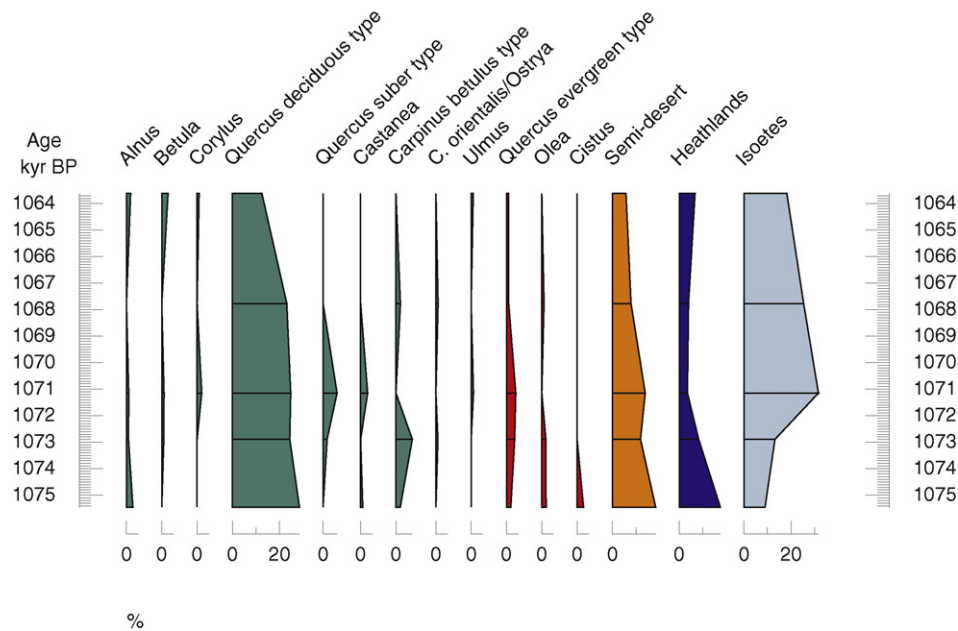 Age
kyr BP
Alnus
Betula
Corylus
Quercus deciduous type
Quercus suber type
Castanea
Carpinus betulus type
C. orientalis/Ostrya
Ulmus
Quercus evergreen type
Olea
Cistus
Semi-desert
Heathlands
Isoetes
1064 1064
1065 1065
1066 1066
1067 1067
1068 1068
1069 1069
1070 1070
1071 1071
1072 1072
1073 1073
1074 1074
1075 1075
0 0 0 0 20 0 0 0 0 0 0 0 0 0 0 0 20
%